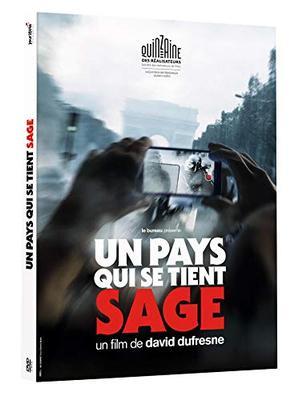 QUINZAINE
DES RÉALISATEURS
le bureau présente
UN PAYS
QUI SE TIENT
SAGE
un film de david dufresne
UN PAYS QUI SE TIENT SAGE
DVD